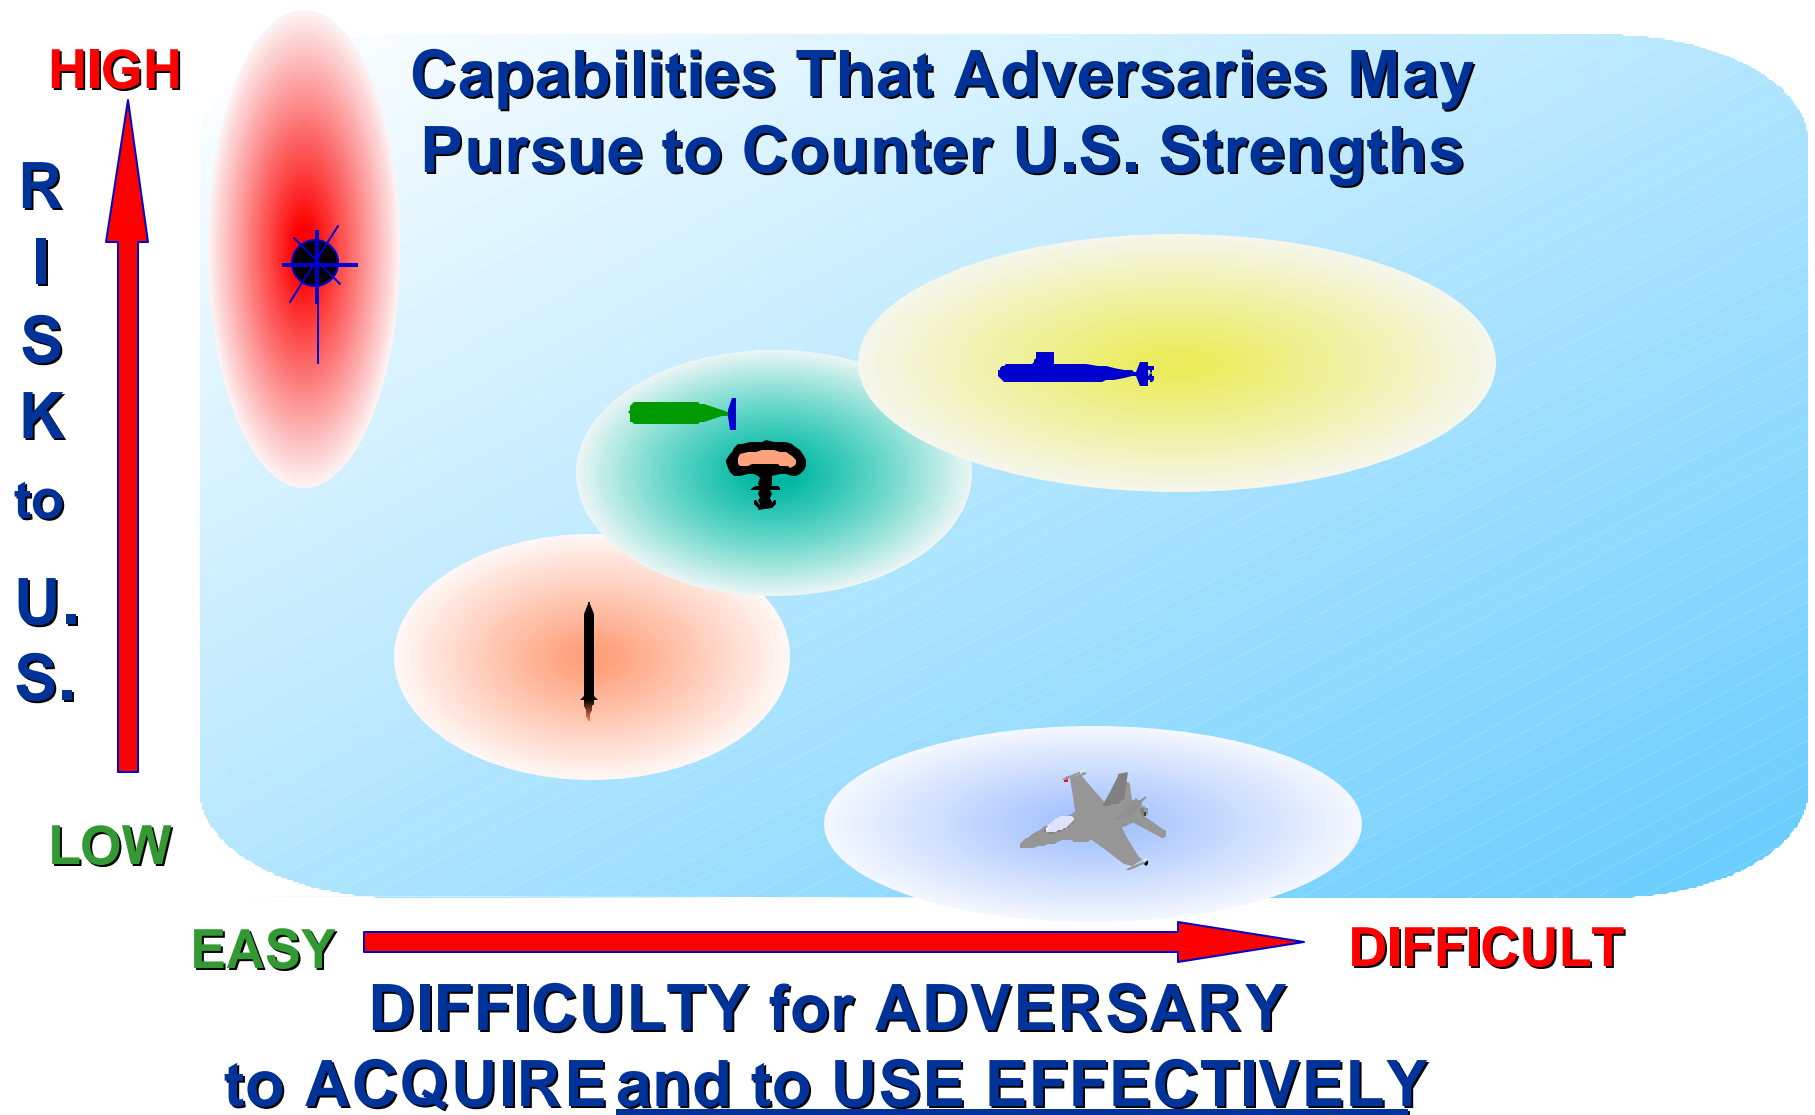 Capabilities That Adversaries May
Pursue to Counter U.S. Strengths
HIGH
R
I
S
K
to
U.
S.
LOW
EASY
DIFFICULT
DIFFICULTY for ADVERSARY
to ACQUIRE and to USE EFFECTIVELY